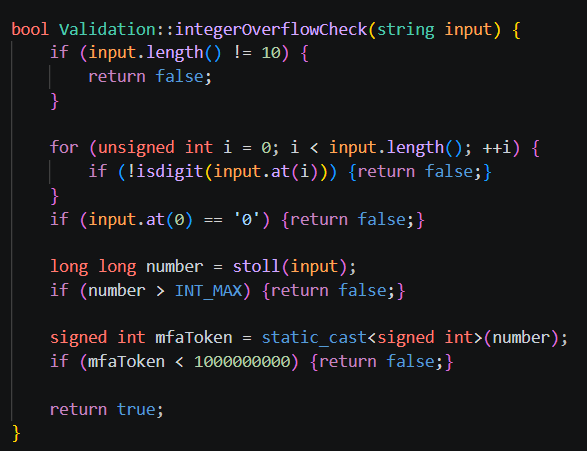 bool Validation::integerOverflowCheck(string input) {
    if (input.length() != 10) {
        return false;
    }

    for (unsigned int i = 0; i < input.length(); ++i) {
        if (!isdigit(input.at(i))) {return false;}
    }
    if (input.at(0) == '0') {return false;}

    long long number = stoll(input);
    if (number > INT_MAX) {return false;}

    signed int mfaToken = static_cast<signed int>(number);
    if (mfaToken < 1000000000) {return false;}

    return true;
}